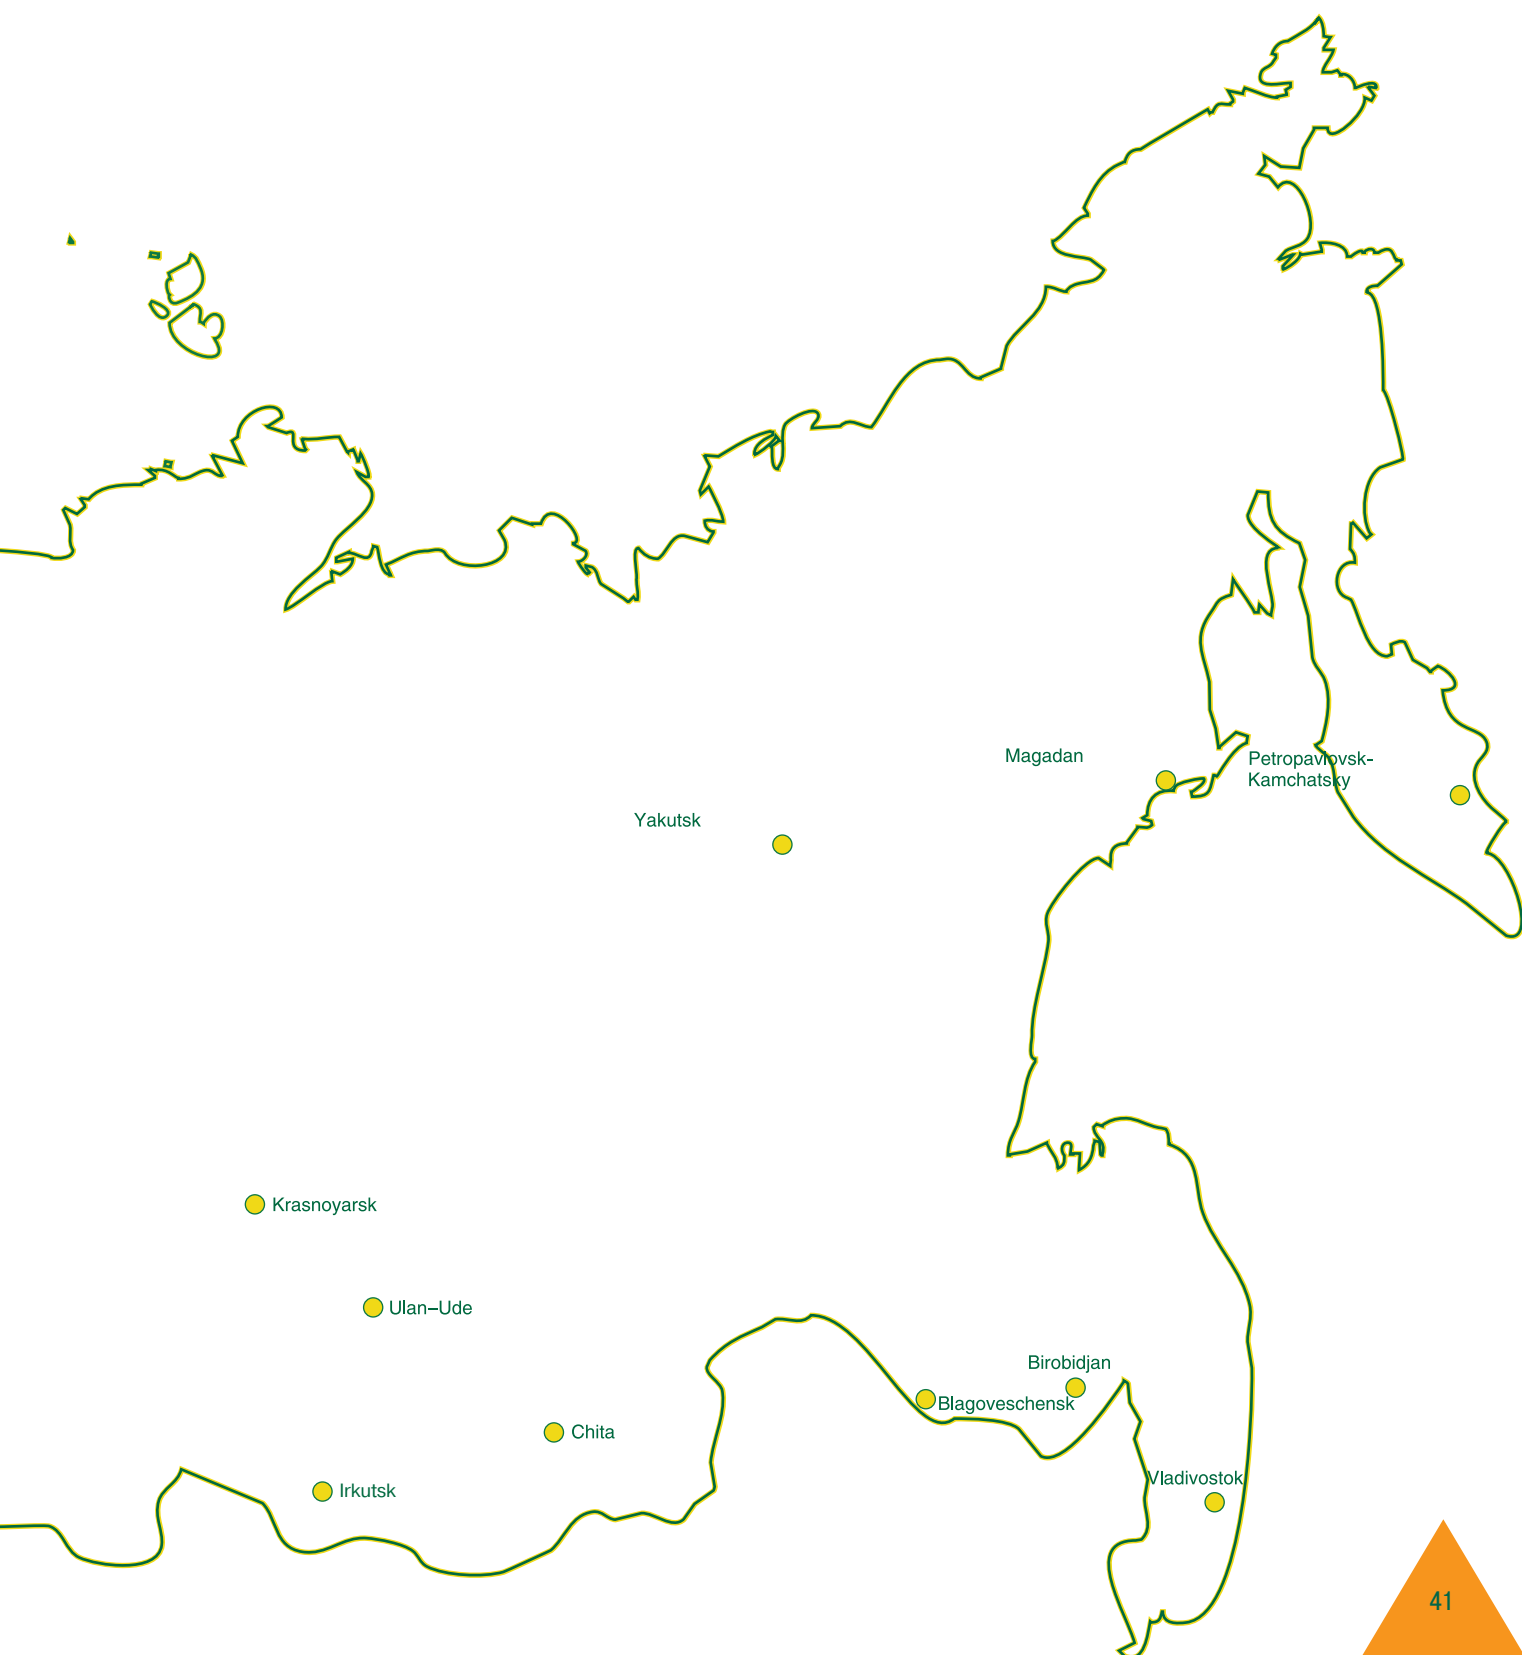 Magadan
Petropavlovsk-
Kamchatsky
Yakutsk
Krasnoyarsk
Ulan–Ude
Birobidjan
Blagoveschensk
Chita
Vladivostok
Irkutsk
41